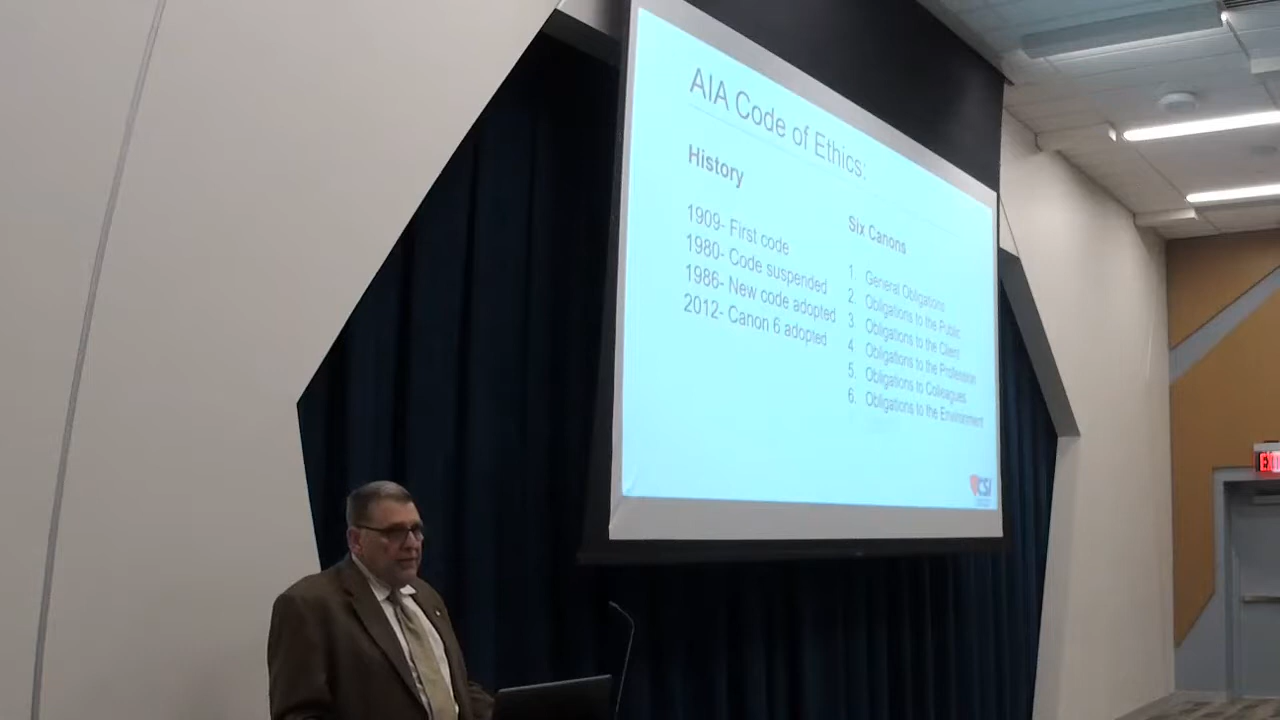 AIA Code of Ethics:
History
1909- First code
1980- Code suspended
1986- New code adopted
2012- Canon 6 adopted
Six Canons
1. General Obligations
2. Obligations to the Public
3. Obligations to the Client
4. Obligations to the Profession
5. Obligations to Colleagues
6. Obligations to the Environment
CSI
EXIT